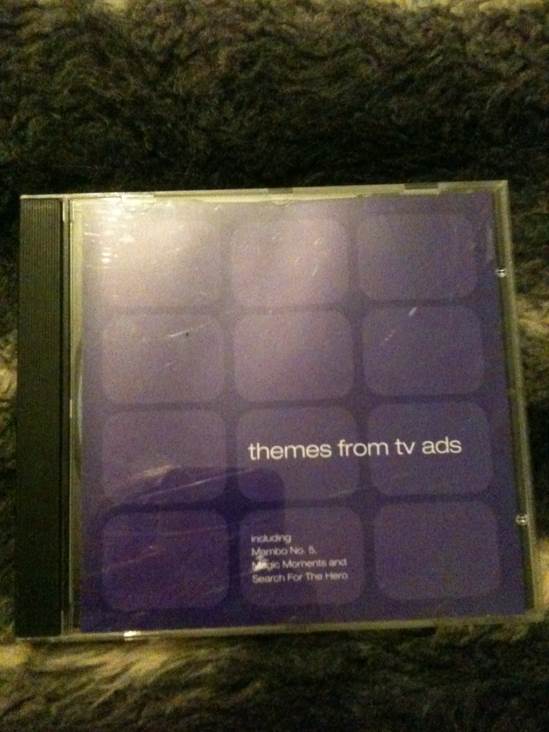 themes from tv ads
including
Mambo No. 5,
Magic Moments and
Search For The Hero